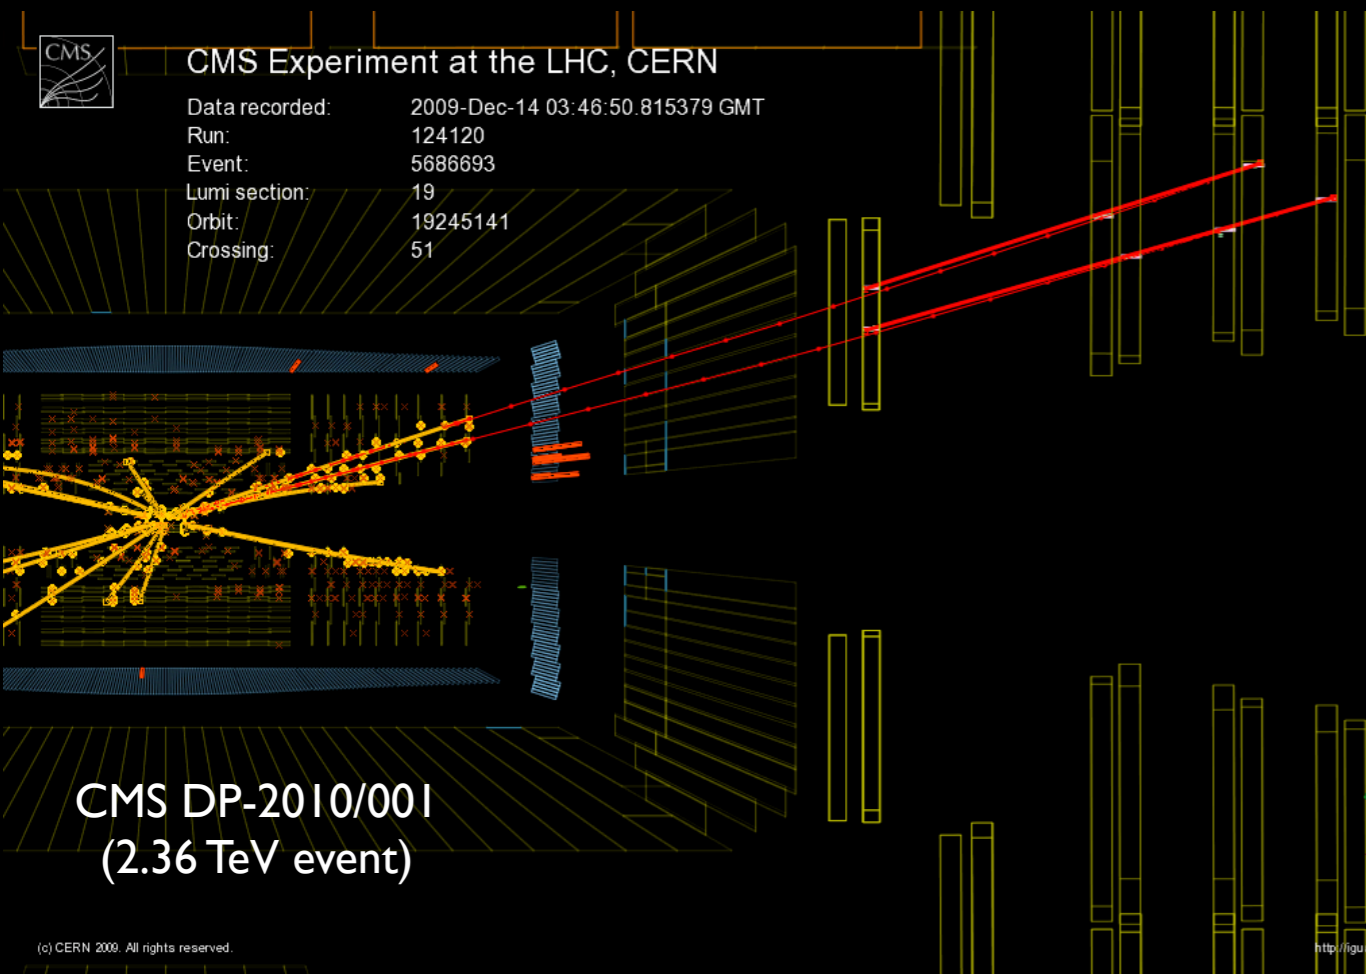 CMS
CMS Experiment at the LHC, CERN
Data recorded: 2009-Dec-14 03:46:50.815379 GMT
Run: 124120
Event: 5686693
Lumi section: 19
Orbit: 19245141
Crossing: 51
CMS DP-2010/001
(2.36 TeV event)
(c) CERN 2009. All rights reserved.
http://igu